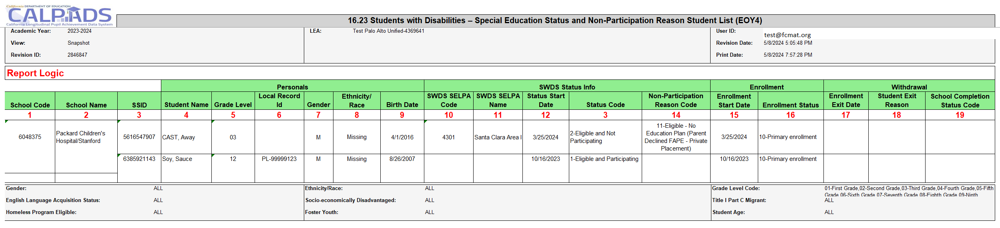 California DEPARTMENT OF EDUCATION
CALPADS
California Longitudinal Pupil Achievement Data System
16.23 Students with Disabilities – Special Education Status and Non-Participation Reason Student List (EOY4)
Academic Year: 2023-2024 LEA: Test Palo Alto Unified-4369641 User ID: test@fcmat.org
View: Snapshot Revision Date: 5/8/2024 5:05:48 PM
Revision ID: 2846847 Print Date: 5/8/2024 7:57:28 PM
Report Logic
Personals SWDS Status Info Enrollment Withdrawal
School Code School Name SSID Student Name Grade Level Local Record Id Gender Ethnicity/ Race Birth Date SWDS SELPA Code SWDS SELPA Name Status Start Date Status Code Non-Participation Reason Code Enrollment Start Date Enrollment Status Enrollment Exit Date Student Exit Reason School Completion Status Code
1 2 3 4 5 6 7 8 9 10 11 12 3 14 15 16 17 18 19
6048375 Packard Children's Hospital/Stanford 5616547907 CAST, Away 03 M Missing 4/1/2016 4301 Santa Clara Area I 3/25/2024 2-Eligible and Not Participating 11-Eligible - No Education Plan (Parent Declined FAPE - Private Placement) 3/25/2024 10-Primary enrollment
6385921143 Soy, Sauce 12 PL-99999123 M Missing 8/26/2007 10/16/2023 1-Eligible and Participating 10/16/2023 10-Primary enrollment
Gender: ALL Ethnicity/Race: ALL Grade Level Code: 01-First Grade,02-Second Grade,03-Third Grade,04-Fourth Grade,05-Fifth
Grade,06-Sixth Grade,07-Seventh Grade,08-Eighth Grade,09-Ninth
English Language Acquisition Status: ALL Socio-economically Disadvantaged: ALL Title I Part C Migrant: ALL
Homeless Program Eligible: ALL Foster Youth: ALL Student Age: ALL